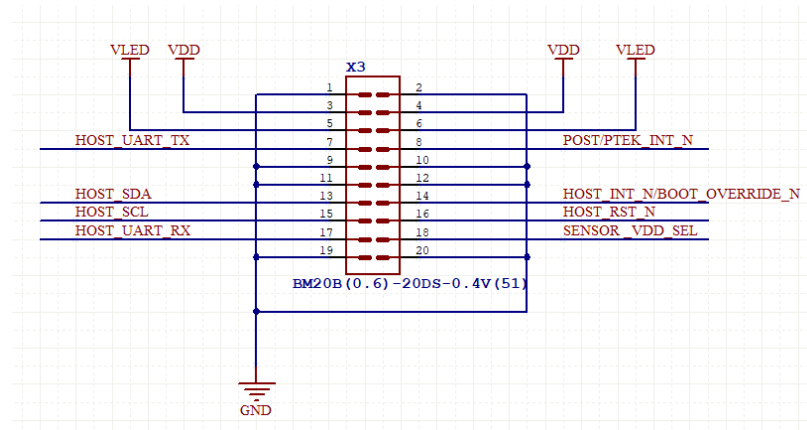 VLED VDD VDD VLED
X3
1 2
3 4
5 6
HOST_UART_TX 7 8 POST/PTEK_INT_N
9 10
11 12
HOST_SDA 13 14 HOST_INT_N/BOOT_OVERRIDE_N
HOST_SCL 15 16 HOST_RST_N
HOST_UART_RX 17 18 SENSOR_VDD_SEL
19 20
BM20B(0.6)-20DS-0.4V(51)
GND